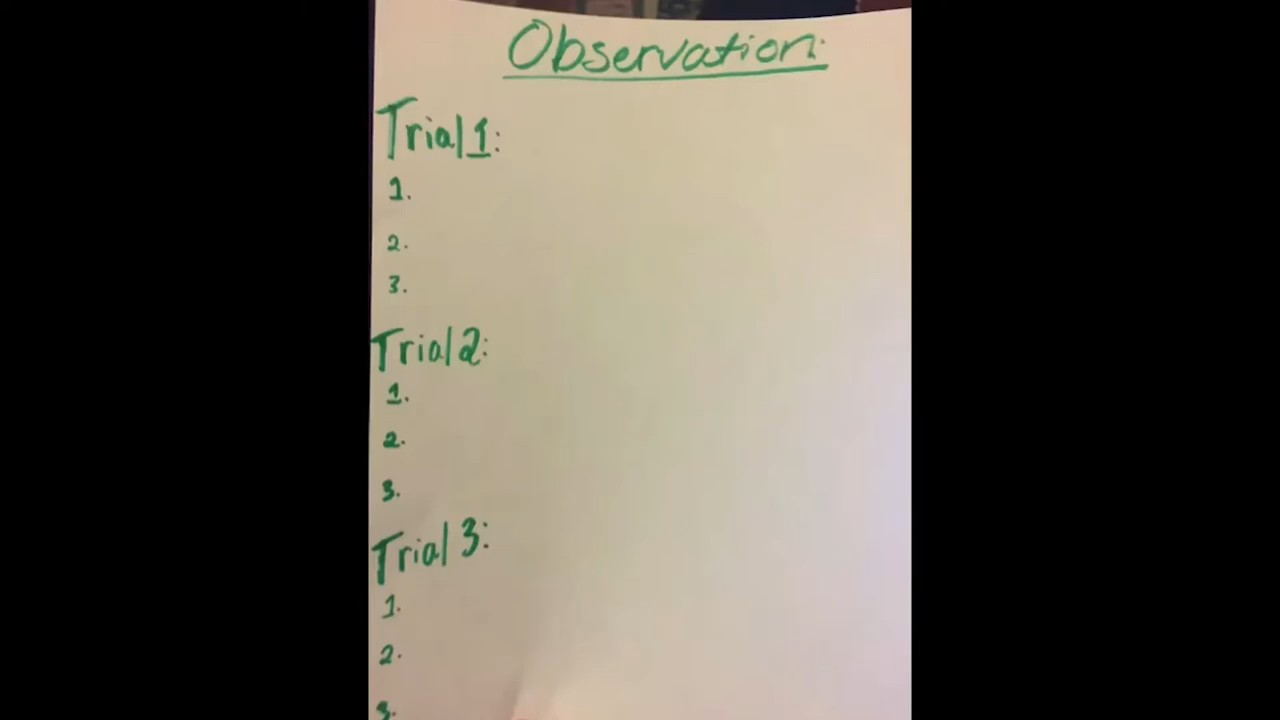 Observation:
Trial 1:
1.
2.
3.
Trial 2:
1.
2.
3.
Trial 3:
1.
2.
3.